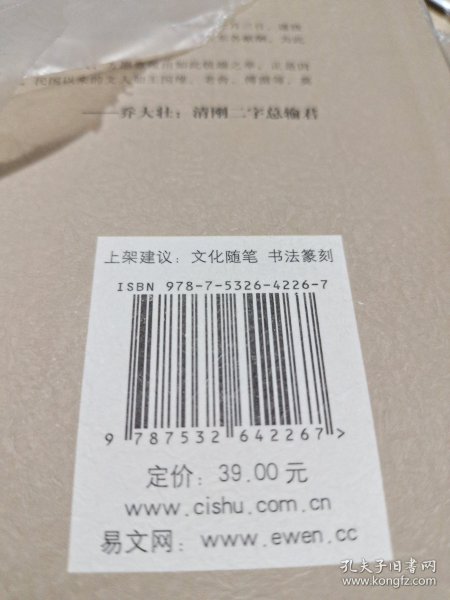 ——乔大壮：清刚二字总输君
上架建议：文化随笔 书法篆刻
ISBN 978-7-5326-4226-7
9 787532 642267 >
定价：39.00元
www.cishu.com.cn
易文网：www.ewen.cc
孔夫子旧书网
www.kongfz.com